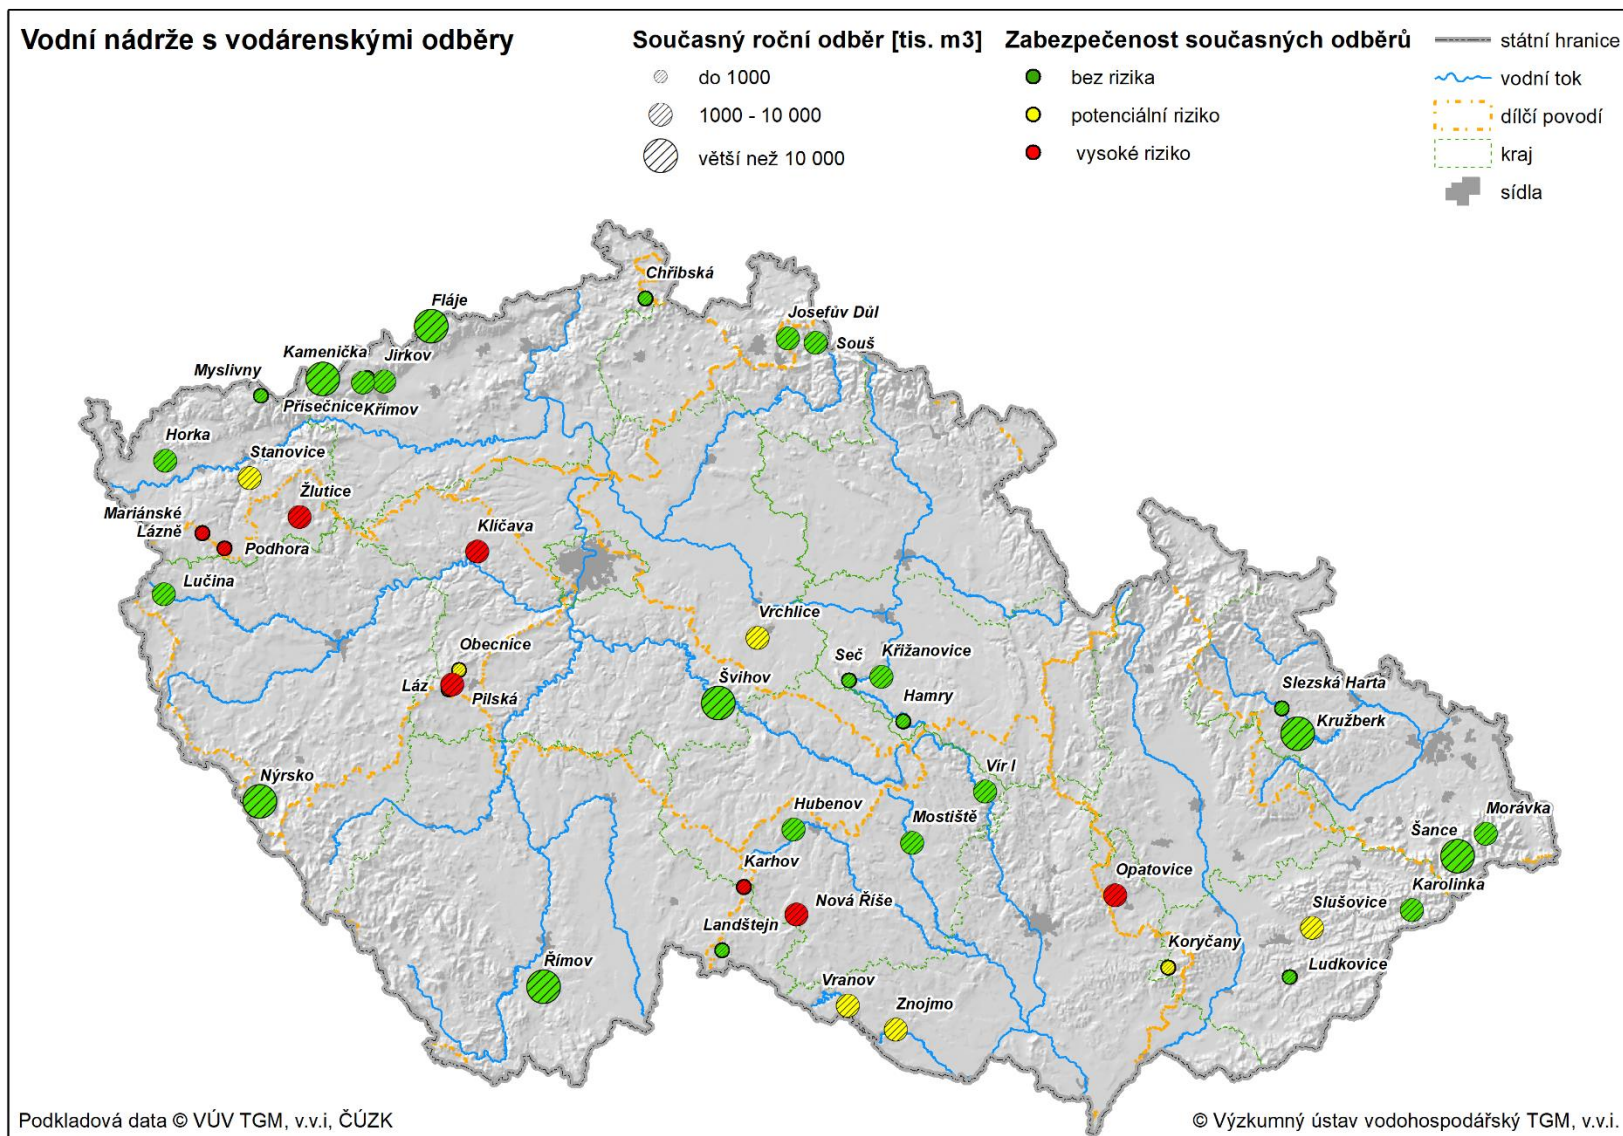 Vodní nádrže s vodárenskými odběry
Současný roční odběr [tis. m3]
do 1000
1000 - 10 000
větší než 10 000
Zabezpečenost současných odběrů
bez rizika
potenciální riziko
vysoké riziko
státní hranice
vodní tok
dílčí povodí
kraj
sídla
Chřibská
Fláje
Josefův Důl
Souš
Kamenička
Jirkov
Myslivny
Přísečnice
Křimov
Horka
Stanovice
Žlutice
Mariánské
Lázně
Podhora
Klíčava
Lučina
Vrchlice
Obecnice
Láz
Pilská
Seč
Křižanovice
Švihov
Hamry
Slezská Harta
Kružberk
Nýrsko
Vír I
Hubenov
Mostiště
Morávka
Šance
Karhov
Opatovice
Karolinka
Nová Říše
Slušovice
Landštejn
Koryčany
Ludkovice
Římov
Vranov
Znojmo
Podkladová data © VÚV TGM, v.v.i, ČÚZK
© Výzkumný ústav vodohospodářský TGM, v.v.i.